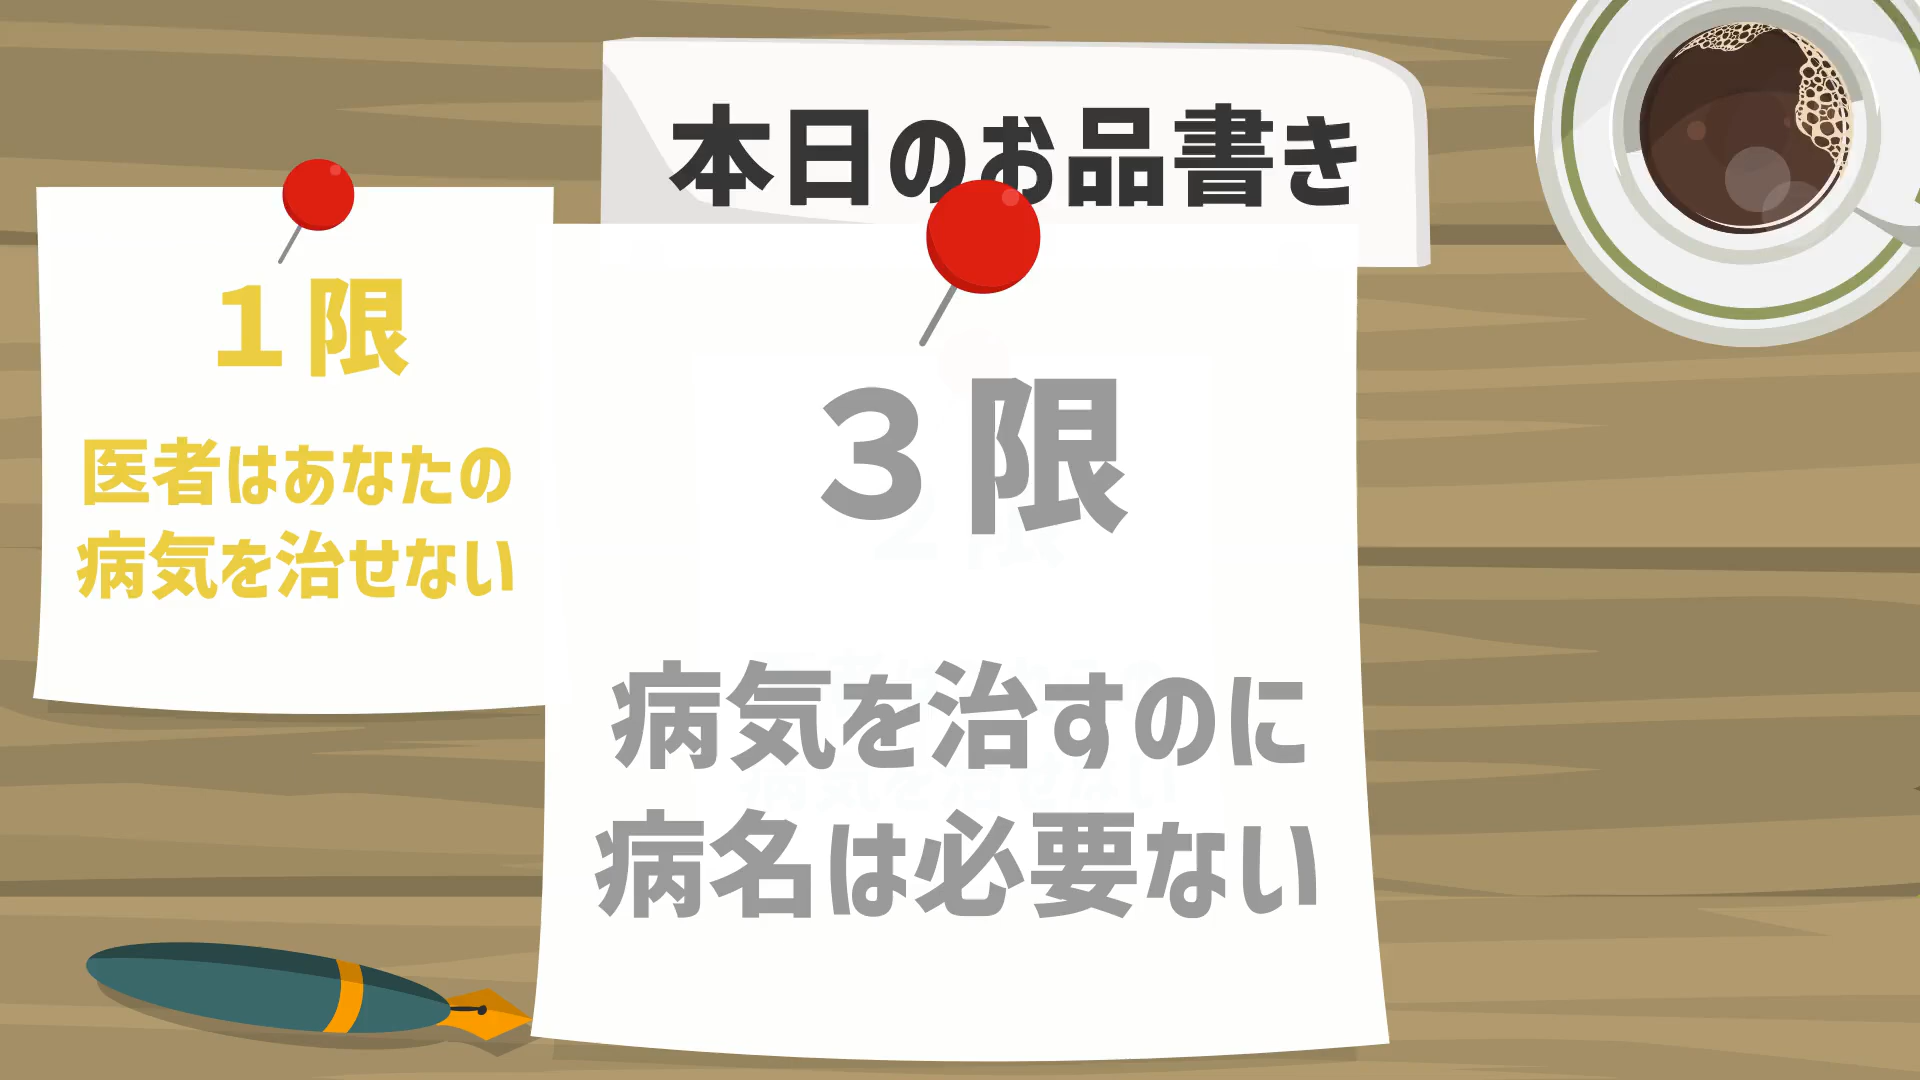 本日のお品書き
１限
医者はあなたの
病気を治せない
３限
病気を治すのに
病名は必要ない